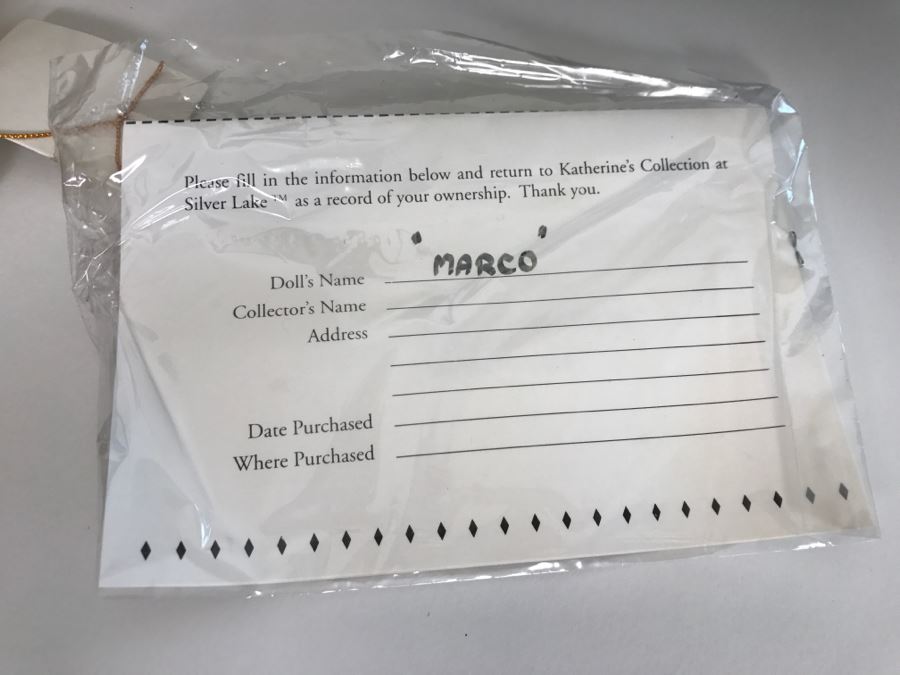 Please fill in the information below and return to Katherine's Collection at
Silver Lake ™ as a record of your ownership. Thank you.
Doll's Name "MARCO"
Collector's Name
Address
Date Purchased
Where Purchased